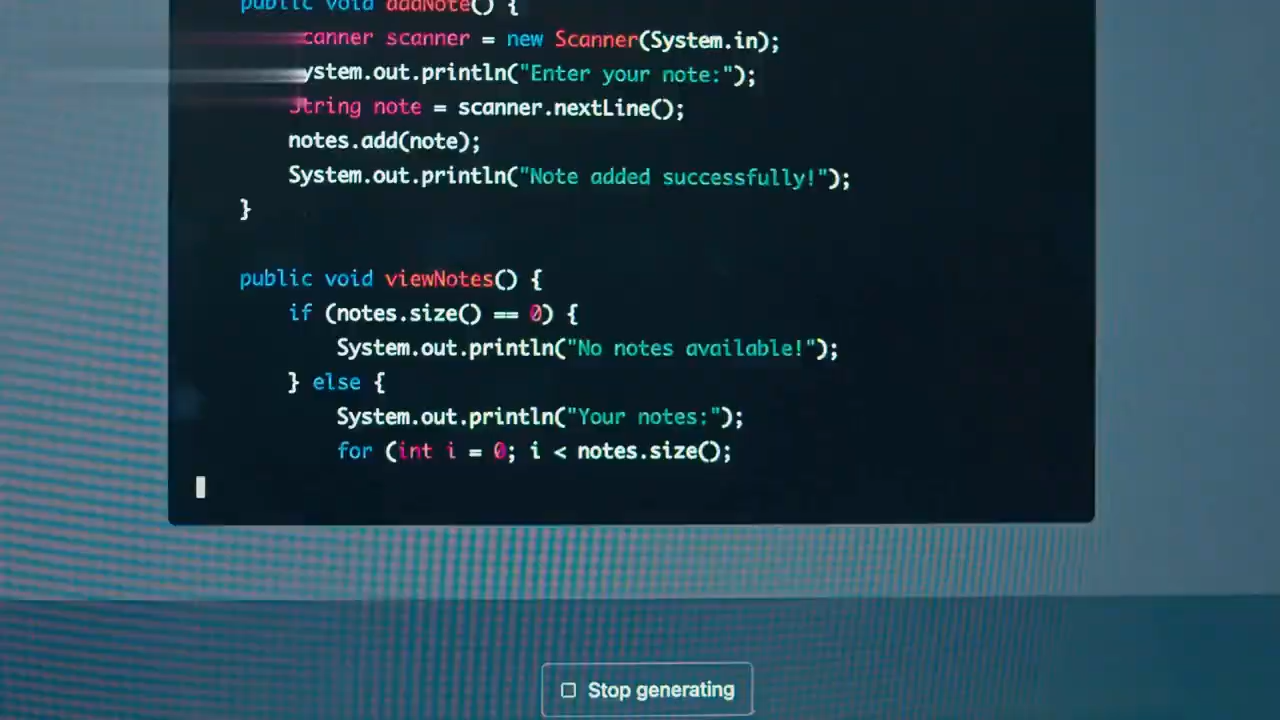 public void addNote() {
canner scanner = new Scanner(System.in);
ystem.out.println("Enter your note:");
String note = scanner.nextLine();
notes.add(note);
System.out.println("Note added successfully!");
}
public void viewNotes() {
if (notes.size() == 0) {
System.out.println("No notes available!");
} else {
System.out.println("Your notes:");
for (int i = 0; i < notes.size();
Stop generating